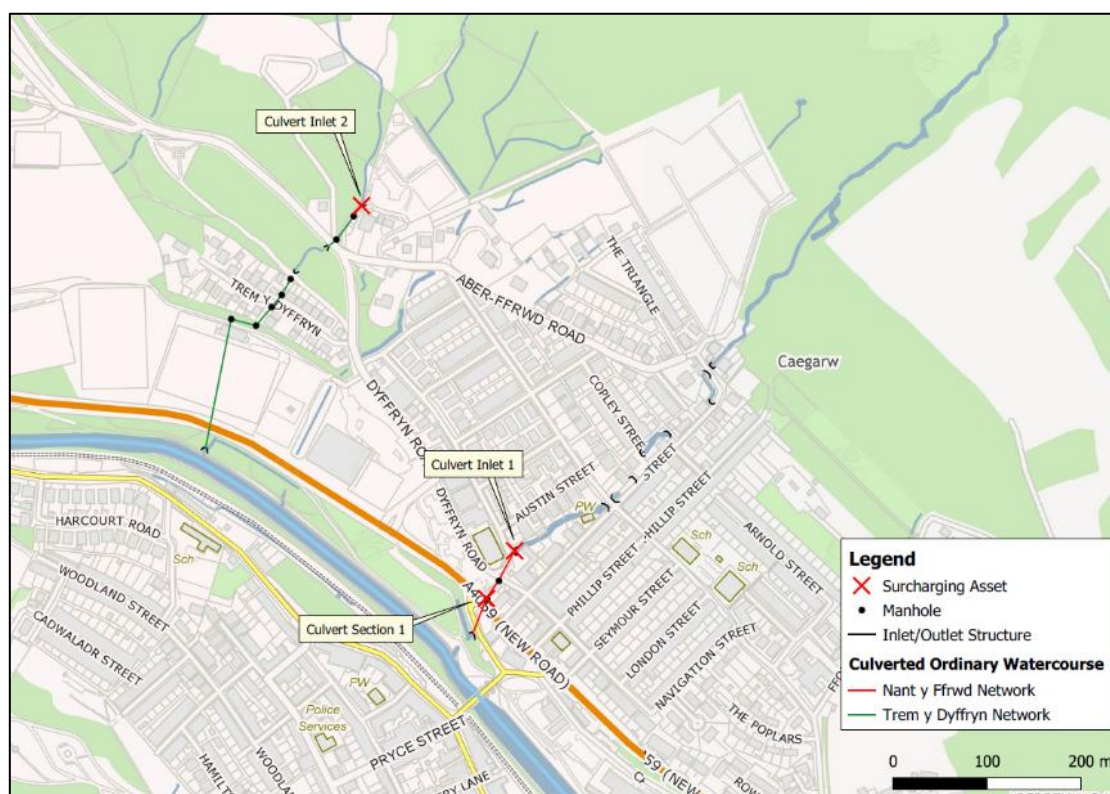 Culvert Inlet 2
THE TRIANGLE
TREM Y DYFFRYN
ABER-FFRWD ROAD
Caegarw
COPLEY STREET
DYFFRYN ROAD
Culvert Inlet 1
AUSTIN STREET
STREET
PW
PHILLIP STREET
DYFFRYN ROAD
HARCOURT ROAD
Sch
Sch
Sch
ARNOLD STREET
WOODLAND STREET
PHILLIP STREET
SEYMOUR STREET
CADWALADR STREET
Culvert Section 1
(NEW ROAD)
LONDON STREET
NAVIGATION STREET
PW
Police
Services
PRYCE STREET
THE POPLARS
Legend
Surcharging Asset
Manhole
Inlet/Outlet Structure
Culverted Ordinary Watercourse
Nant y Ffrwd Network
Trem y Dyffryn Network
0 100 200 m